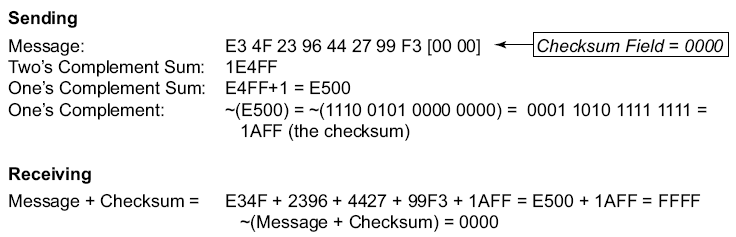 Sending
Message: E3 4F 23 96 44 27 99 F3 [00 00] Checksum Field = 0000
Two's Complement Sum: 1E4FF
One's Complement Sum: E4FF+1 = E500
One's Complement: ~(E500) = ~(1110 0101 0000 0000) = 0001 1010 1111 1111 =
1AFF (the checksum)
Receiving
Message + Checksum = E34F + 2396 + 4427 + 99F3 + 1AFF = E500 + 1AFF = FFFF
~(Message + Checksum) = 0000